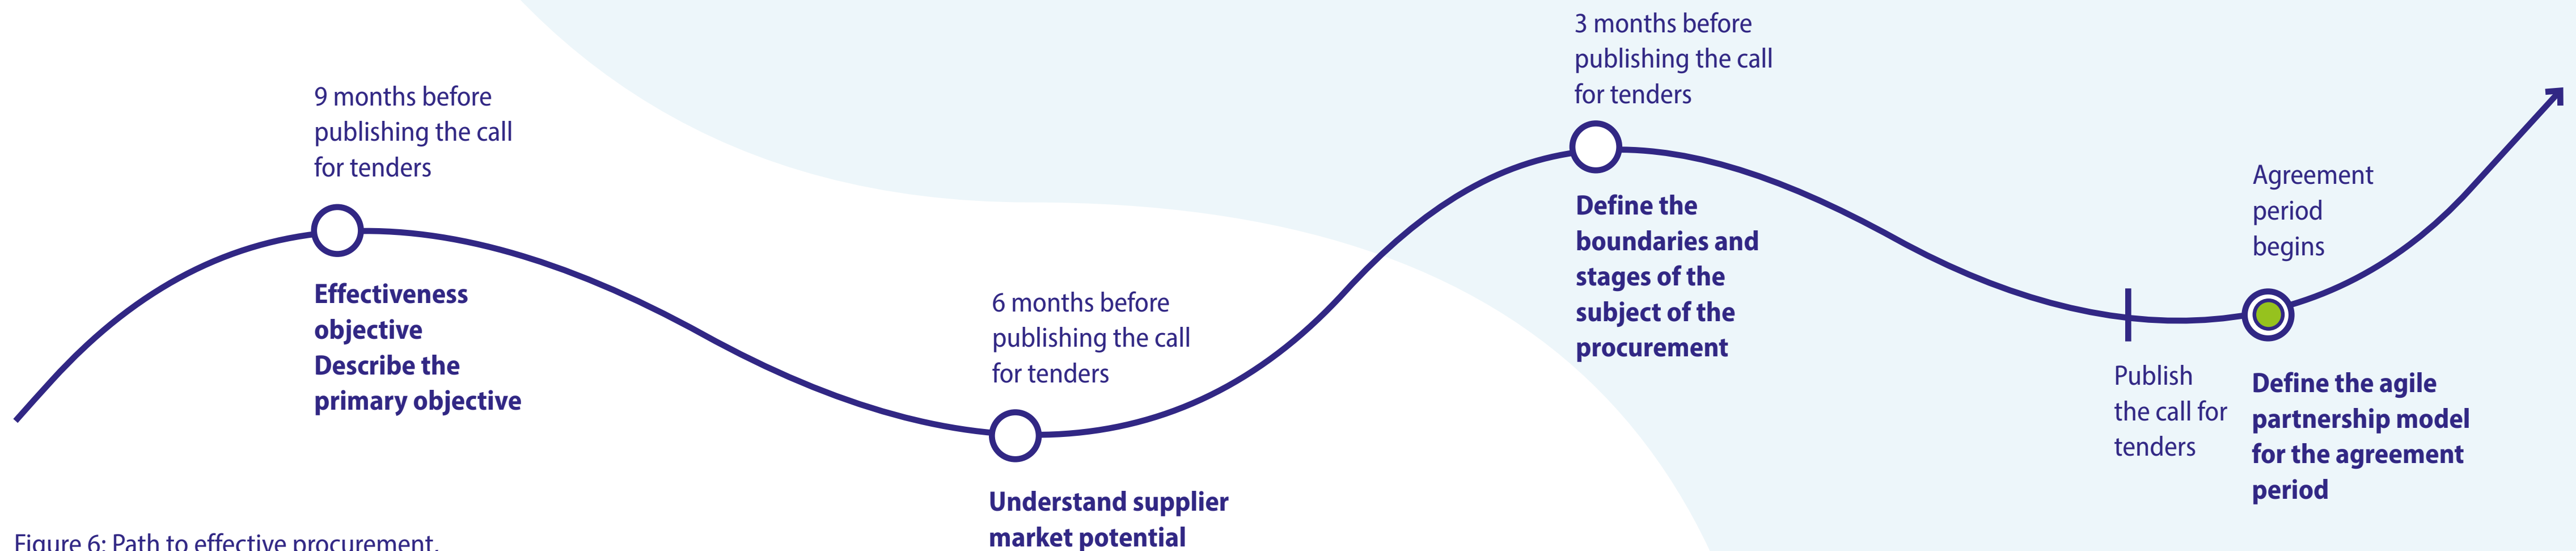 9 months before
publishing the call
for tenders
Effectiveness
objective
Describe the
primary objective
6 months before
publishing the call
for tenders
Understand supplier
market potential
3 months before
publishing the call
for tenders
Define the
boundaries and
stages of the
subject of the
procurement
Publish
the call for
tenders
Agreement
period
begins
Define the agile
partnership model
for the agreement
period
Figure 6: Path to effective procurement.